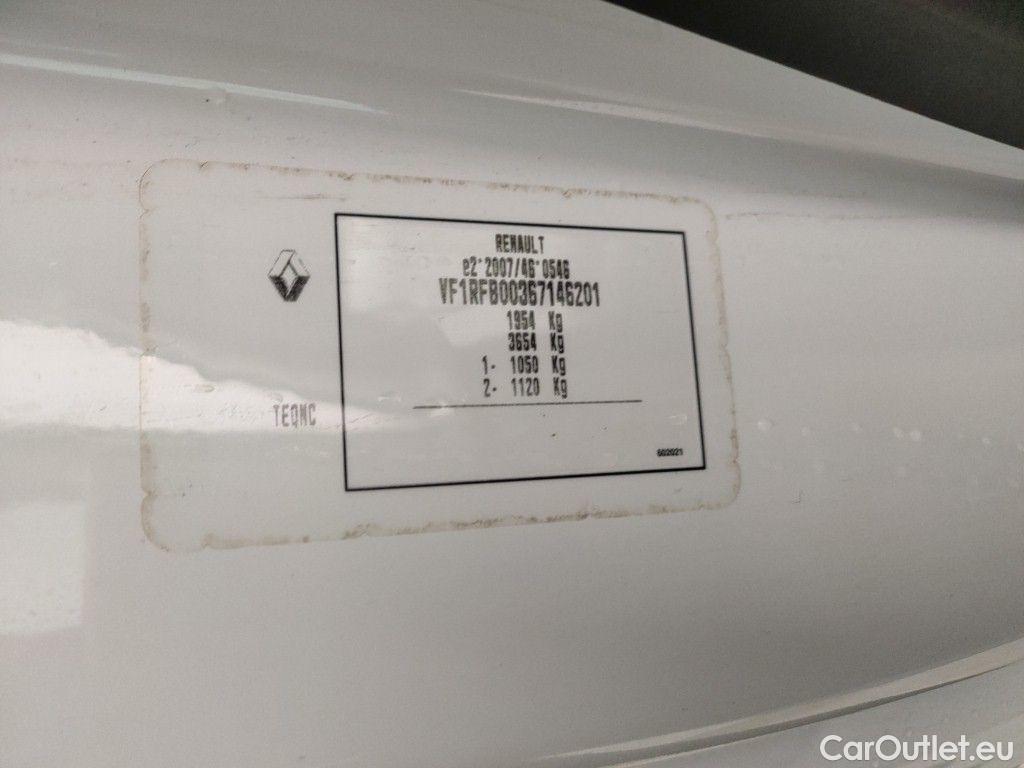 RENAULT
e2*2007/46*0546
VF1RFB00367146201
1954 Kg
3654 Kg
1- 1050 Kg
2- 1120 Kg
TEQMC
602021
CarOutlet.eu